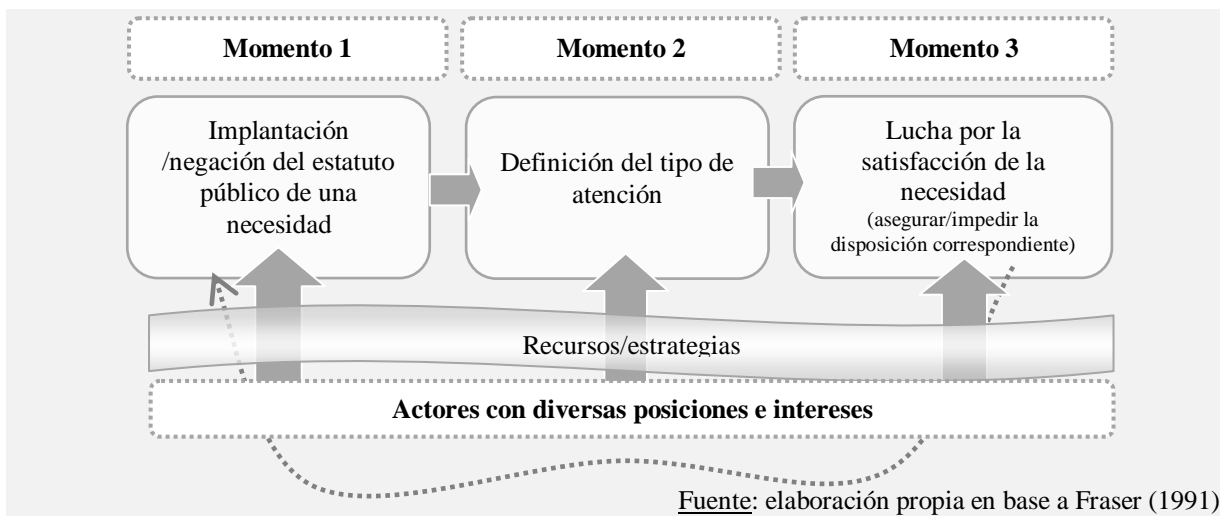 Momento 1
Momento 2
Momento 3
Implantación
/negación del estatuto
público de una
necesidad
Definición del tipo de
atención
Lucha por la
satisfacción de la
necesidad
(asegurar/impedir la
disposición correspondiente)
Recursos/estrategias
Actores con diversas posiciones e intereses
Fuente: elaboración propia en base a Fraser (1991)